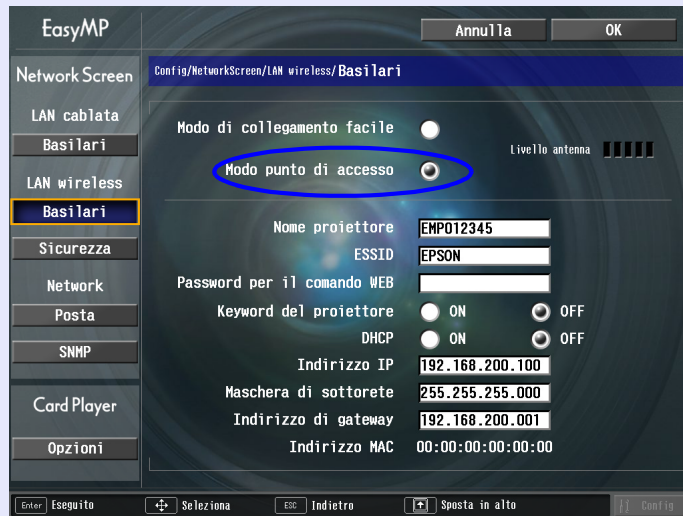 EasyMP
Annulla
OK
Network Screen
Config/NetworkScreen/LAN wireless/Basilari
LAN cablata
Basilari
LAN wireless
Basilari
Sicurezza
Network
Posta
SNMP
Card Player
Opzioni
Modo di collegamento facile
Livello antenna
Modo punto di accesso
Nome proiettore EMP012345
ESSID EPSON
Password per il comando WEB
Keyword del proiettore ON OFF
DHCP ON OFF
Indirizzo IP 192.168.200.100
Maschera di sottorete 255.255.255.000
Indirizzo di gateway 192.168.200.001
Indirizzo MAC 00:00:00:00:00:00
Enter Eseguito ESC Seleziona Indietro Sposta in alto Config